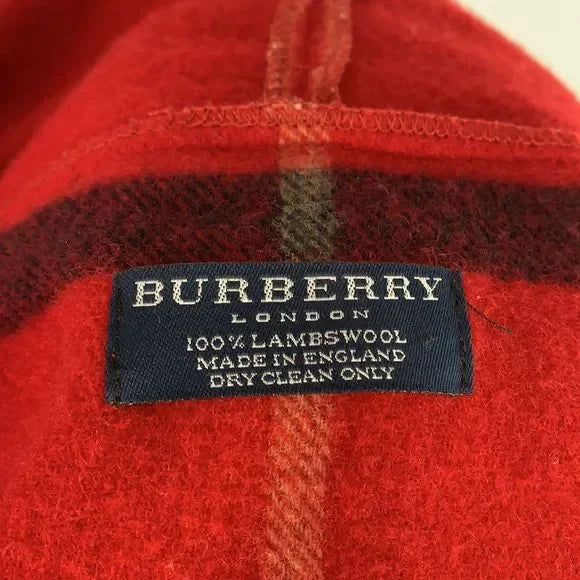 BURBERRY
LONDON
100% LAMBSWOOL
MADE IN ENGLAND
DRY CLEAN ONLY